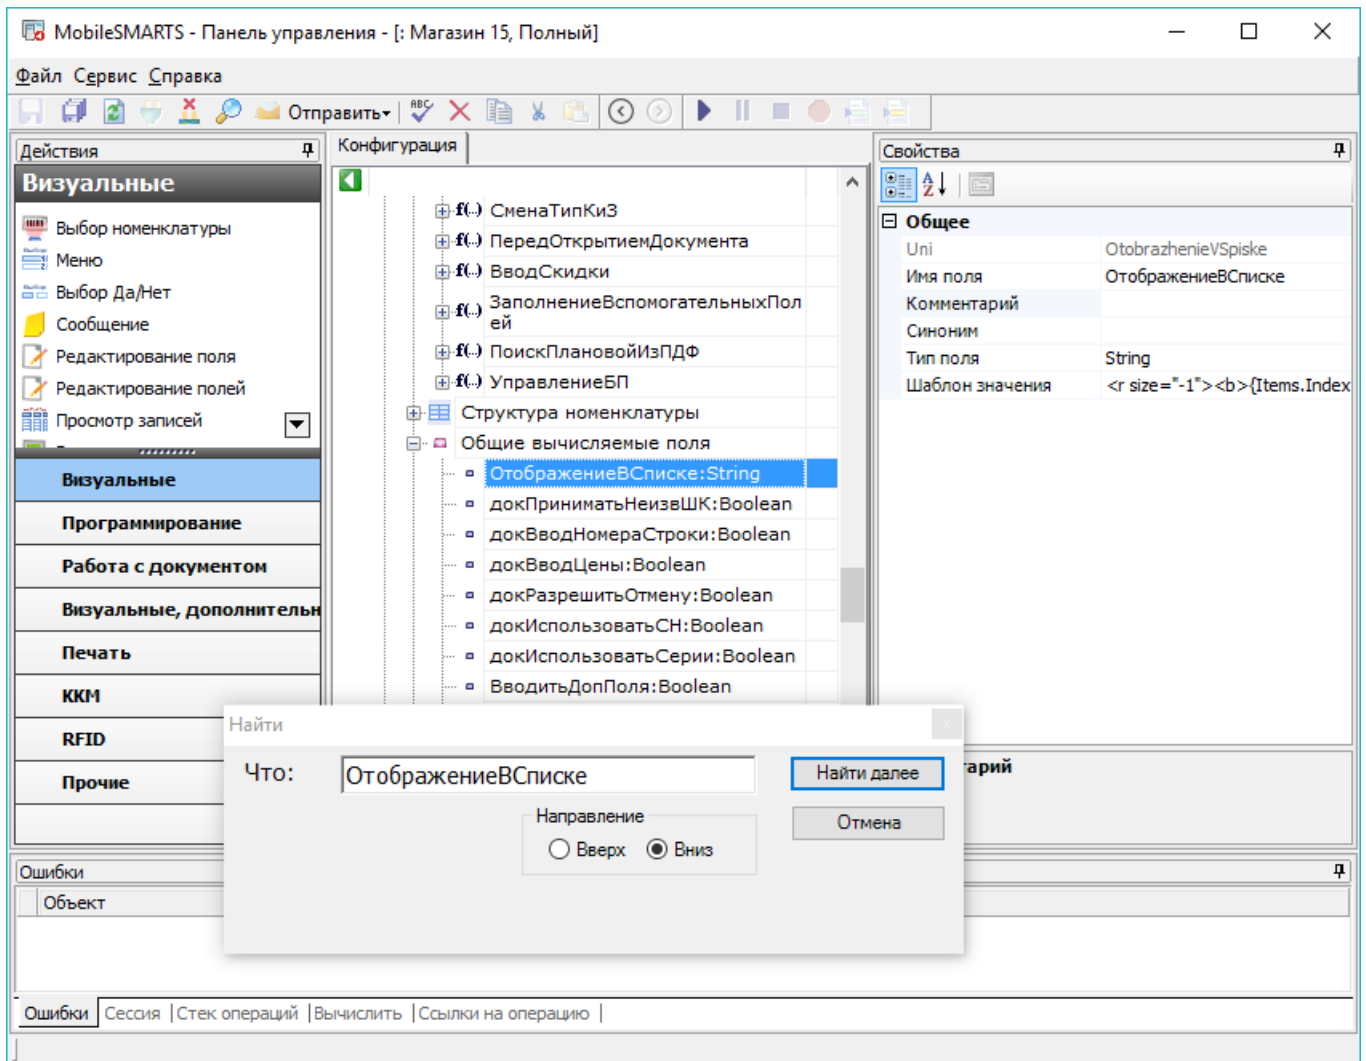 MobileSMARTS - Панель управления - [: Магазин 15, Полный]
Файл Сервис Справка
Отправить
Действия
Визуальные
Выбор номенклатуры
Меню
Выбор Да/Нет
Сообщение
Редактирование поля
Редактирование полей
Просмотр записей
Визуальные
Программирование
Работа с документом
Визуальные, дополнительн
Печать
ККМ
RFID
Прочие
Конфигурация
f(..) СменаТипКиЗ
f(..) ПередОткрытиемДокумента
f(..) ВводСкидки
f(..) ЗаполнениеВспомогательныхПол
ей
f(..) ПоискПлановойИзПДФ
f(..) УправлениеБП
Структура номенклатуры
Общие вычисляемые поля
ОтображениеВСписке:String
докПриниматьНеизвШК:Boolean
докВводНомераСтроки:Boolean
докВводЦены:Boolean
докРазрешитьОтмену:Boolean
докИспользоватьСН:Boolean
докИспользоватьСерии:Boolean
ВводитьДопПоля:Boolean
Свойства
Общее
Uni OtobrazhenieVSpiske
Имя поля ОтображениеВСписке
Комментарий
Синоним
Тип поля String
Шаблон значения <r size="-1"><b>{Items.Index
тарий
Найти
Что: ОтображениеВСписке
Найти далее
Направление
Вверх Вниз
Отмена
Ошибки
Объект
Ошибки Сессия Стек операций Вычислить Ссылки на операцию